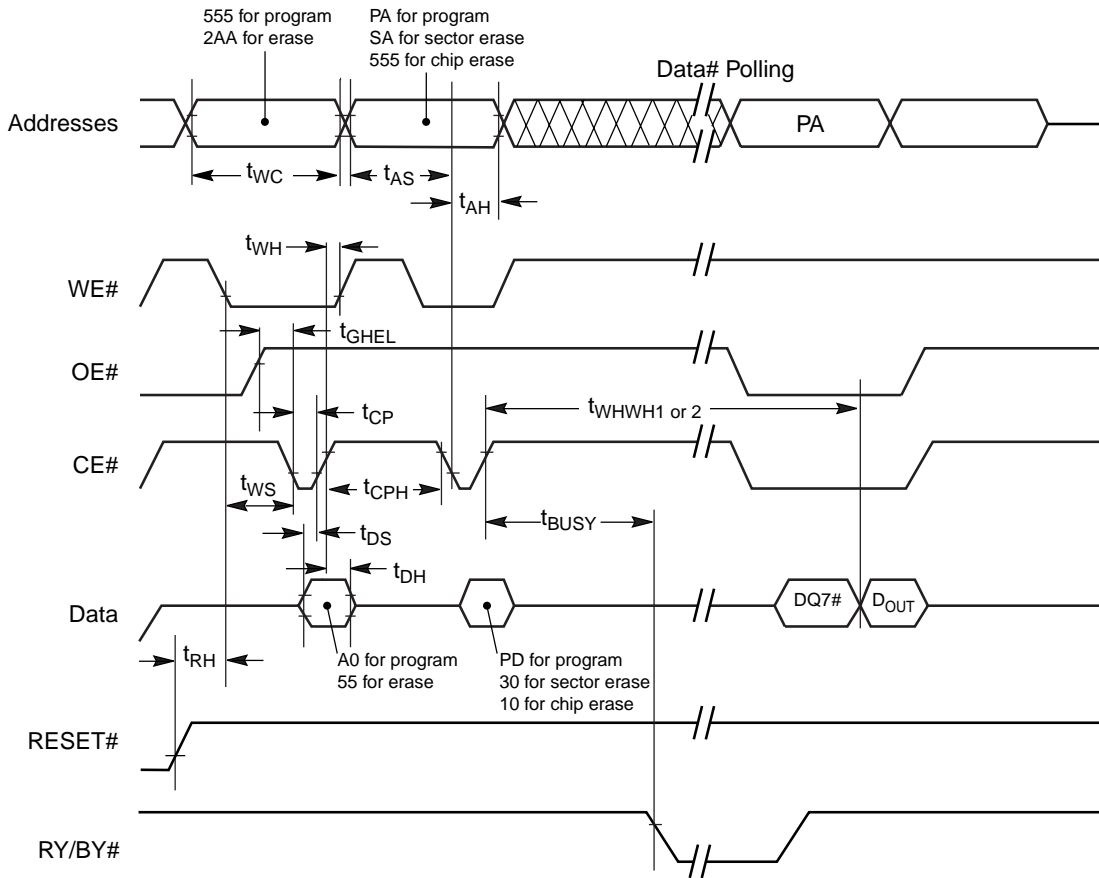 555 for program
2AA for erase
PA for program
SA for sector erase
555 for chip erase
Data# Polling
Addresses
PA
tWC
tAS
tAH
tWH
WE#
tGHEL
OE#
tCP
tWHWH1 or 2
CE#
tWS
tCPH
tBUSY
tDS
tDH
Data
DQ7#
DOUT
tRH
A0 for program
55 for erase
PD for program
30 for sector erase
10 for chip erase
RESET#
RY/BY#